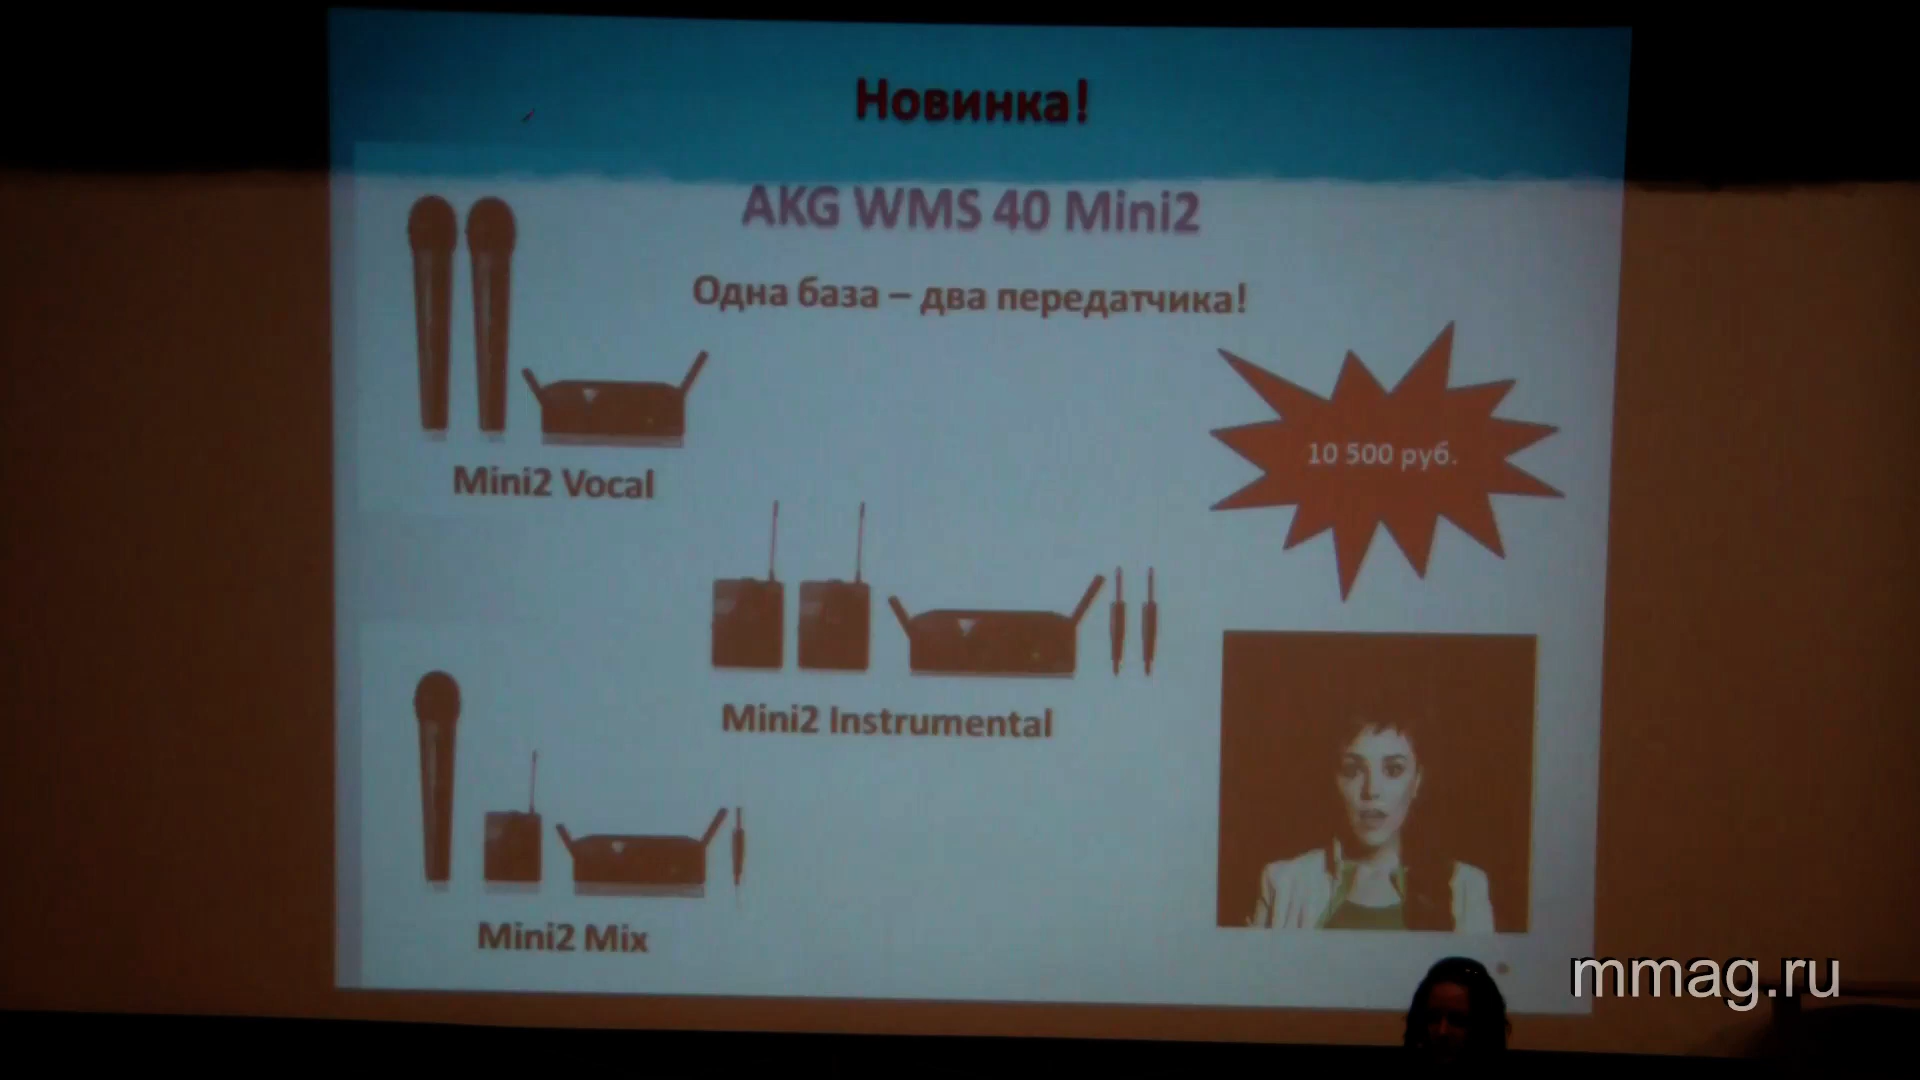 Новинка!
AKG WMS 40 Mini2
Одна база – два передатчика!
10 500 руб.
Mini2 Vocal
Mini2 Instrumental
Mini2 Mix
mmag.ru